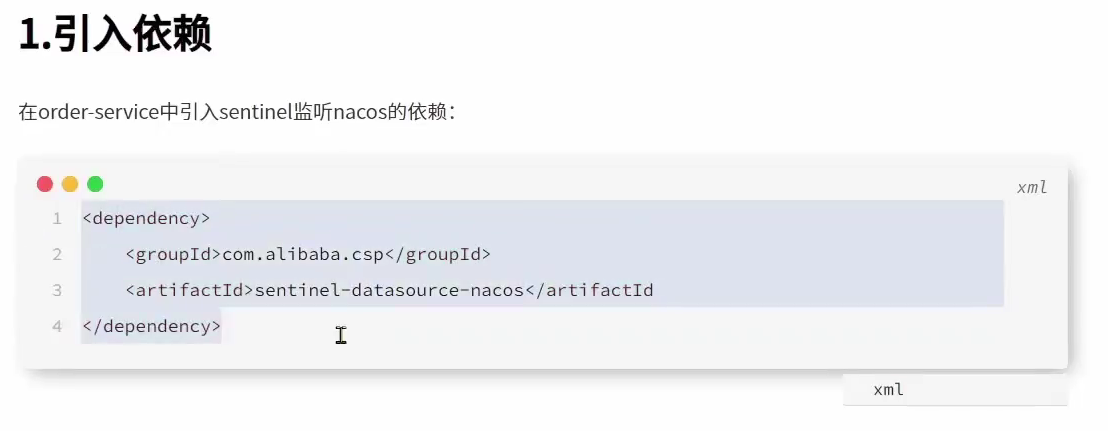 1.引入依赖
在order-service中引入sentinel监听nacos的依赖：
xml
1 <dependency>
2     <groupId>com.alibaba.csp</groupId>
3     <artifactId>sentinel-datasource-nacos</artifactId
4 </dependency>
xml